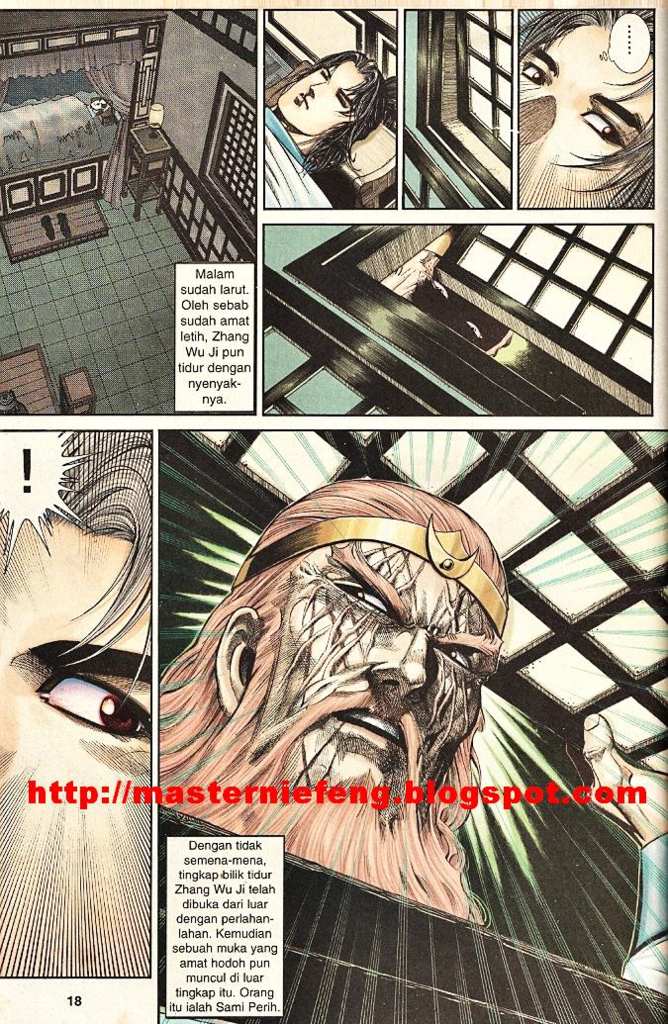 ......
Malam
sudah larut.
Oleh sebab
sudah amat
letih, Zhang
Wu Ji pun
tidur dengan
nyenyak-
nya.
!
http://masterniefeng.blogspot.com
Dengan tidak
semena-mena,
tingkap bilik tidur
Zhang Wu Ji telah
dibuka dari luar
dengan perlahan-
lahan. Kemudian
sebuah muka yang
amat hodoh pun
muncul di luar
tingkap itu. Orang
itu ialah Sami Perih.
18